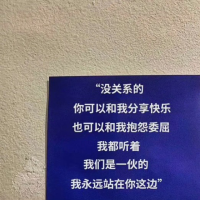 “没关系的
你可以和我分享快乐
也可以和我抱怨委屈
我都听着
我们是一伙的
我永远站在你这边”